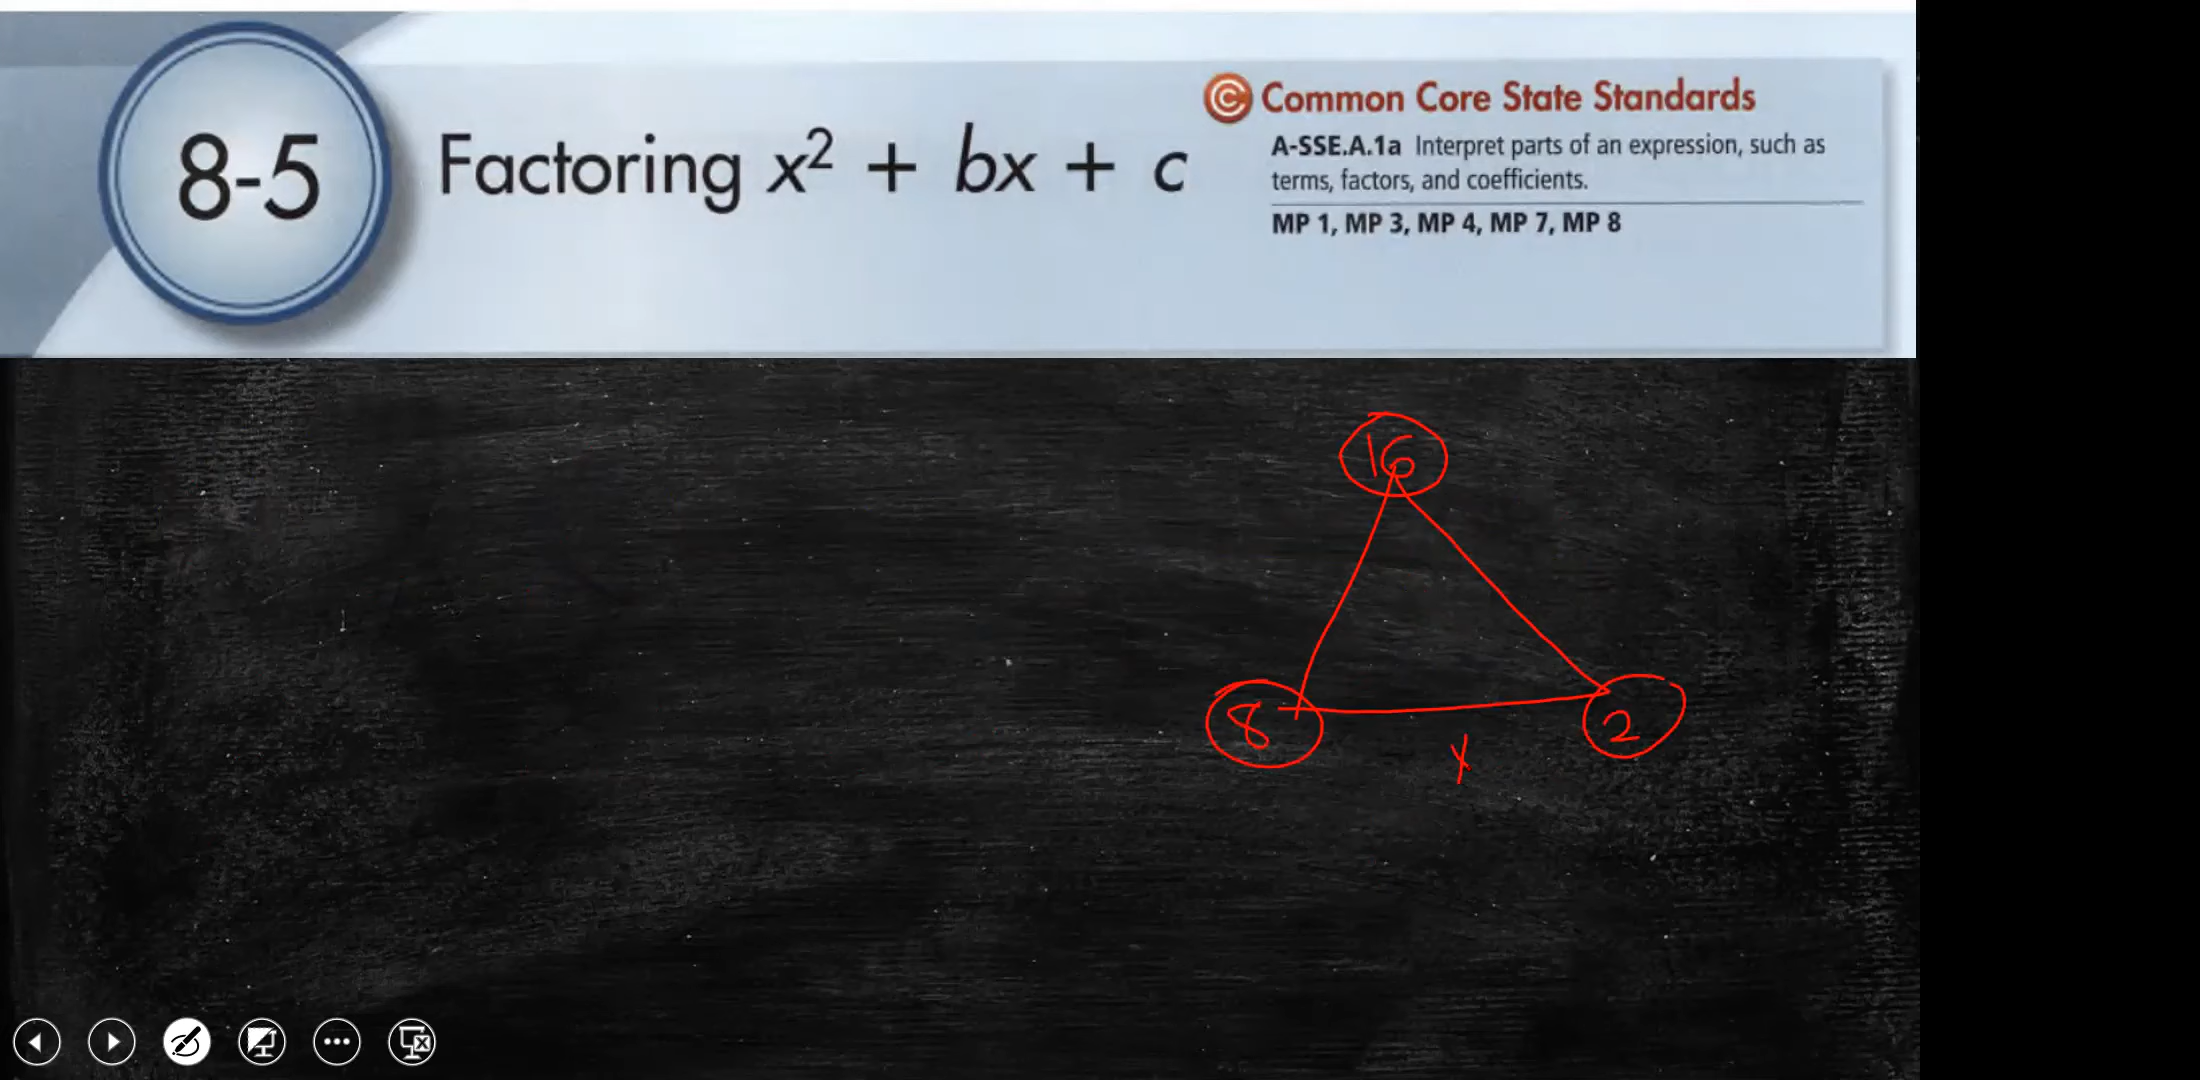 8-5
Factoring x² + bx + c
© Common Core State Standards
A-SSE.A.1a Interpret parts of an expression, such as
terms, factors, and coefficients.
MP 1, MP 3, MP 4, MP 7, MP 8
16
8
2
x